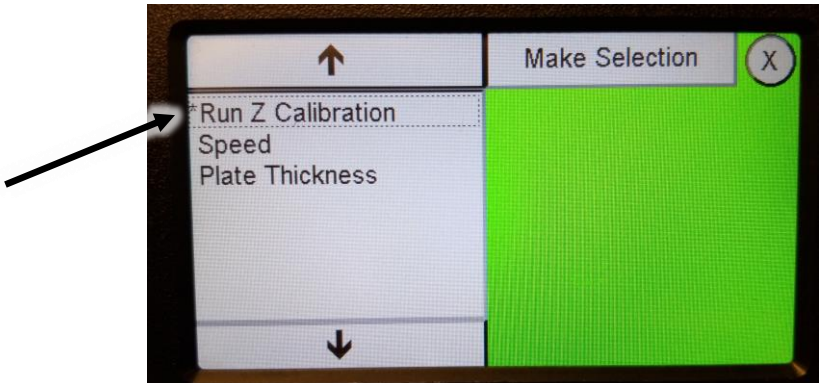 ↑
Make Selection
X
*Run Z Calibration
Speed
Plate Thickness
↓